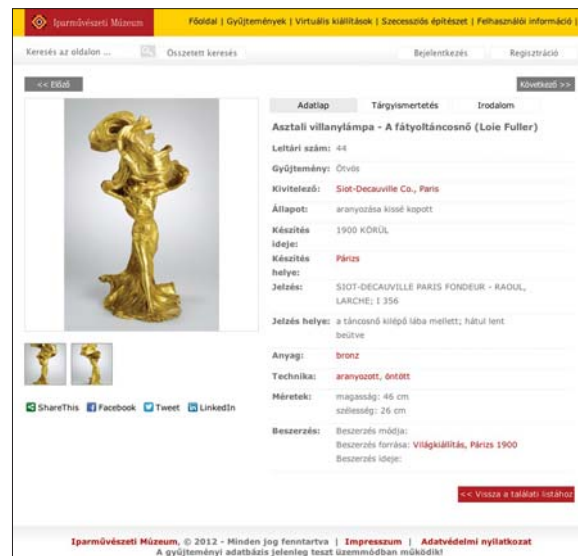 Iparművészeti Múzeum
Főoldal | Gyűjtemények | Virtuális kiállítások | Szecessziós építészet | Felhasználói információ |
Keresés az oldalon ...
Összetett keresés
Bejelentkezés
Regisztráció
<< Előző
Következő >>
Adatlap
Tárgyismertetés
Irodalom
Asztali villanylámpa - A fátyoltáncosnő (Loie Fuller)
Leltári szám: 44
Gyűjtemény: Ötvös
Kivitelező: Siot-Decauville Co., Paris
Állapot: aranyozása kissé kopott
Készítés ideje: 1900 KÖRÜL
Készítés helye: Párizs
Jelzés: SIOT-DECAUVILLE PARIS FONDEUR - RAOUL,
LARCHE; I 356
Jelzés helye: a táncosnő kilépő lába mellett; hátul lent
beütve
Anyag: bronz
Technika: aranyozott, öntött
Méretek: magasság: 46 cm
szélesség: 26 cm
Beszerzés: Beszerzés módja:
Beszerzés forrása: Világkiállítás, Párizs 1900
Beszerzés ideje:
ShareThis Facebook Tweet LinkedIn
<< Vissza a találati listához
Iparművészeti Múzeum, © 2012 - Minden jog fenntartva | Impresszum | Adatvédelmi nyilatkozat
A gyűjteményi adatbázis jelenleg teszt üzemmódban működik!